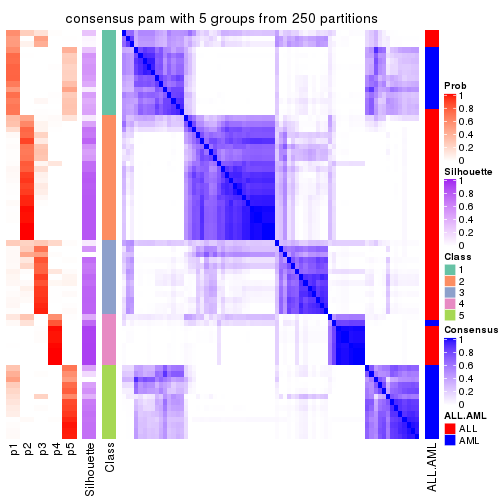 consensus pam with 5 groups from 250 partitions
Prob
1
0.8
0.6
0.4
0.2
0
Silhouette
1
0.8
0.6
0.4
0.2
0
Class
1
2
3
4
5
Consensus
1
0.8
0.6
0.4
0.2
0
ALL.AML
ALL
AML
p1
p2
p3
p4
p5
Silhouette
Class
ALL.AML